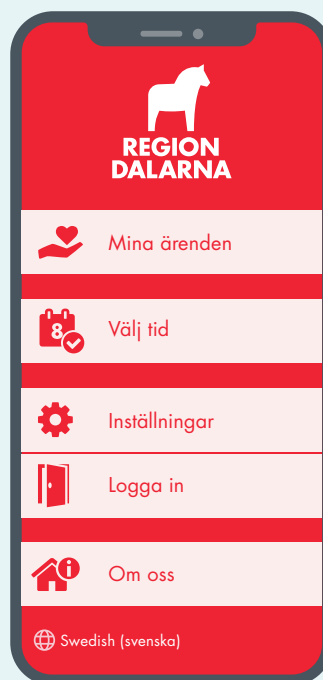 REGION
DALARNA
Mina ärenden
8
Välj tid
Inställningar
Logga in
i
Om oss
Swedish (svenska)